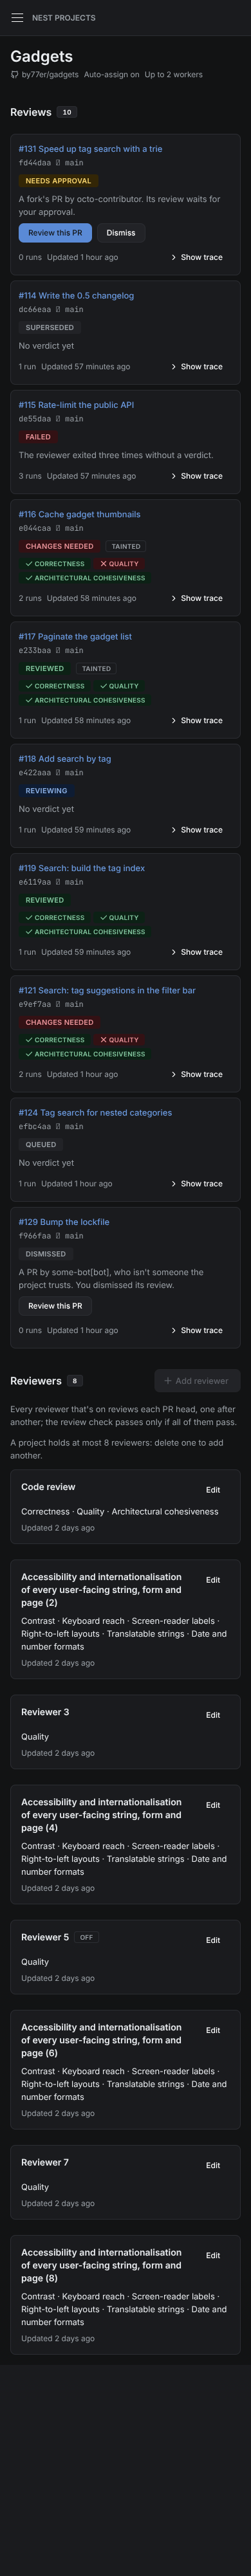 NEST PROJECTS
Gadgets
by77er/gadgets Auto-assign on Up to 2 workers
Reviews 10
#131 Speed up tag search with a trie
fd44daa main
NEEDS APPROVAL
A fork's PR by octo-contributor. Its review waits for
your approval.
Review this PR Dismiss
0 runs Updated 1 hour ago Show trace
#114 Write the 0.5 changelog
dc66eaa main
SUPERSEDED
No verdict yet
1 run Updated 57 minutes ago Show trace
#115 Rate-limit the public API
de55daa main
FAILED
The reviewer exited three times without a verdict.
3 runs Updated 57 minutes ago Show trace
#116 Cache gadget thumbnails
e044caa main
CHANGES NEEDED TAINTED
CORRECTNESS QUALITY
ARCHITECTURAL COHESIVENESS
2 runs Updated 58 minutes ago Show trace
#117 Paginate the gadget list
e233baa main
REVIEWED TAINTED
CORRECTNESS QUALITY
ARCHITECTURAL COHESIVENESS
1 run Updated 58 minutes ago Show trace
#118 Add search by tag
e422aaa main
REVIEWING
No verdict yet
1 run Updated 59 minutes ago Show trace
#119 Search: build the tag index
e6119aa main
REVIEWED
CORRECTNESS QUALITY
ARCHITECTURAL COHESIVENESS
1 run Updated 59 minutes ago Show trace
#121 Search: tag suggestions in the filter bar
e9ef7aa main
CHANGES NEEDED
CORRECTNESS QUALITY
ARCHITECTURAL COHESIVENESS
2 runs Updated 1 hour ago Show trace
#124 Tag search for nested categories
efbc4aa main
QUEUED
No verdict yet
1 run Updated 1 hour ago Show trace
#129 Bump the lockfile
f966faa main
DISMISSED
A PR by some-bot[bot], who isn't someone the
project trusts. You dismissed its review.
Review this PR
0 runs Updated 1 hour ago Show trace
Reviewers 8 Add reviewer
Every reviewer that's on reviews each PR head, one after
another; the review check passes only if all of them pass.
A project holds at most 8 reviewers: delete one to add
another.
Code review Edit
Correctness · Quality · Architectural cohesiveness
Updated 2 days ago
Accessibility and internationalisation Edit
of every user-facing string, form and
page (2)
Contrast · Keyboard reach · Screen-reader labels ·
Right-to-left layouts · Translatable strings · Date and
number formats
Updated 2 days ago
Reviewer 3 Edit
Quality
Updated 2 days ago
Accessibility and internationalisation Edit
of every user-facing string, form and
page (4)
Contrast · Keyboard reach · Screen-reader labels ·
Right-to-left layouts · Translatable strings · Date and
number formats
Updated 2 days ago
Reviewer 5 OFF Edit
Quality
Updated 2 days ago
Accessibility and internationalisation Edit
of every user-facing string, form and
page (6)
Contrast · Keyboard reach · Screen-reader labels ·
Right-to-left layouts · Translatable strings · Date and
number formats
Updated 2 days ago
Reviewer 7 Edit
Quality
Updated 2 days ago
Accessibility and internationalisation Edit
of every user-facing string, form and
page (8)
Contrast · Keyboard reach · Screen-reader labels ·
Right-to-left layouts · Translatable strings · Date and
number formats
Updated 2 days ago